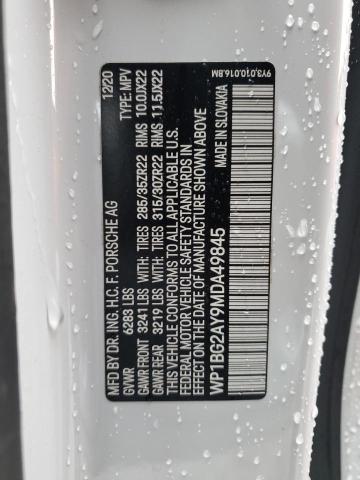 MFD BY DR. ING. H.C. F. PORSCHE AG 12/20
GVWR 6283 LBS TYPE: MPV
GAWR FRONT 3241 LBS WITH: TIRES 285/35ZR22 RIMS 10.0JX22
GAWR REAR 3219 LBS WITH: TIRES 315/30ZR22 RIMS 11.5JX22
THIS VEHICLE CONFORMS TO ALL APPLICABLE U.S.
FEDERAL MOTOR VEHICLE SAFETY STANDARDS IN
EFFECT ON THE DATE OF MANUFACTURE SHOWN ABOVE
WP1BG2AY9MDA49845 MADE IN SLOVAKIA
9Y3.010.016.BM